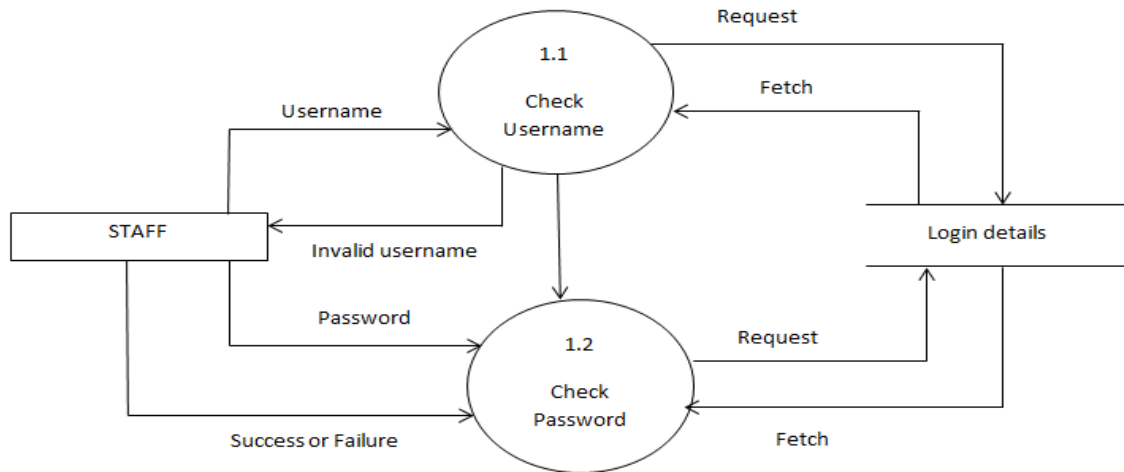 Request
1.1
Check
Username
Fetch
Username
STAFF
Login details
Invalid username
Password
1.2
Check
Password
Request
Success or Failure
Fetch